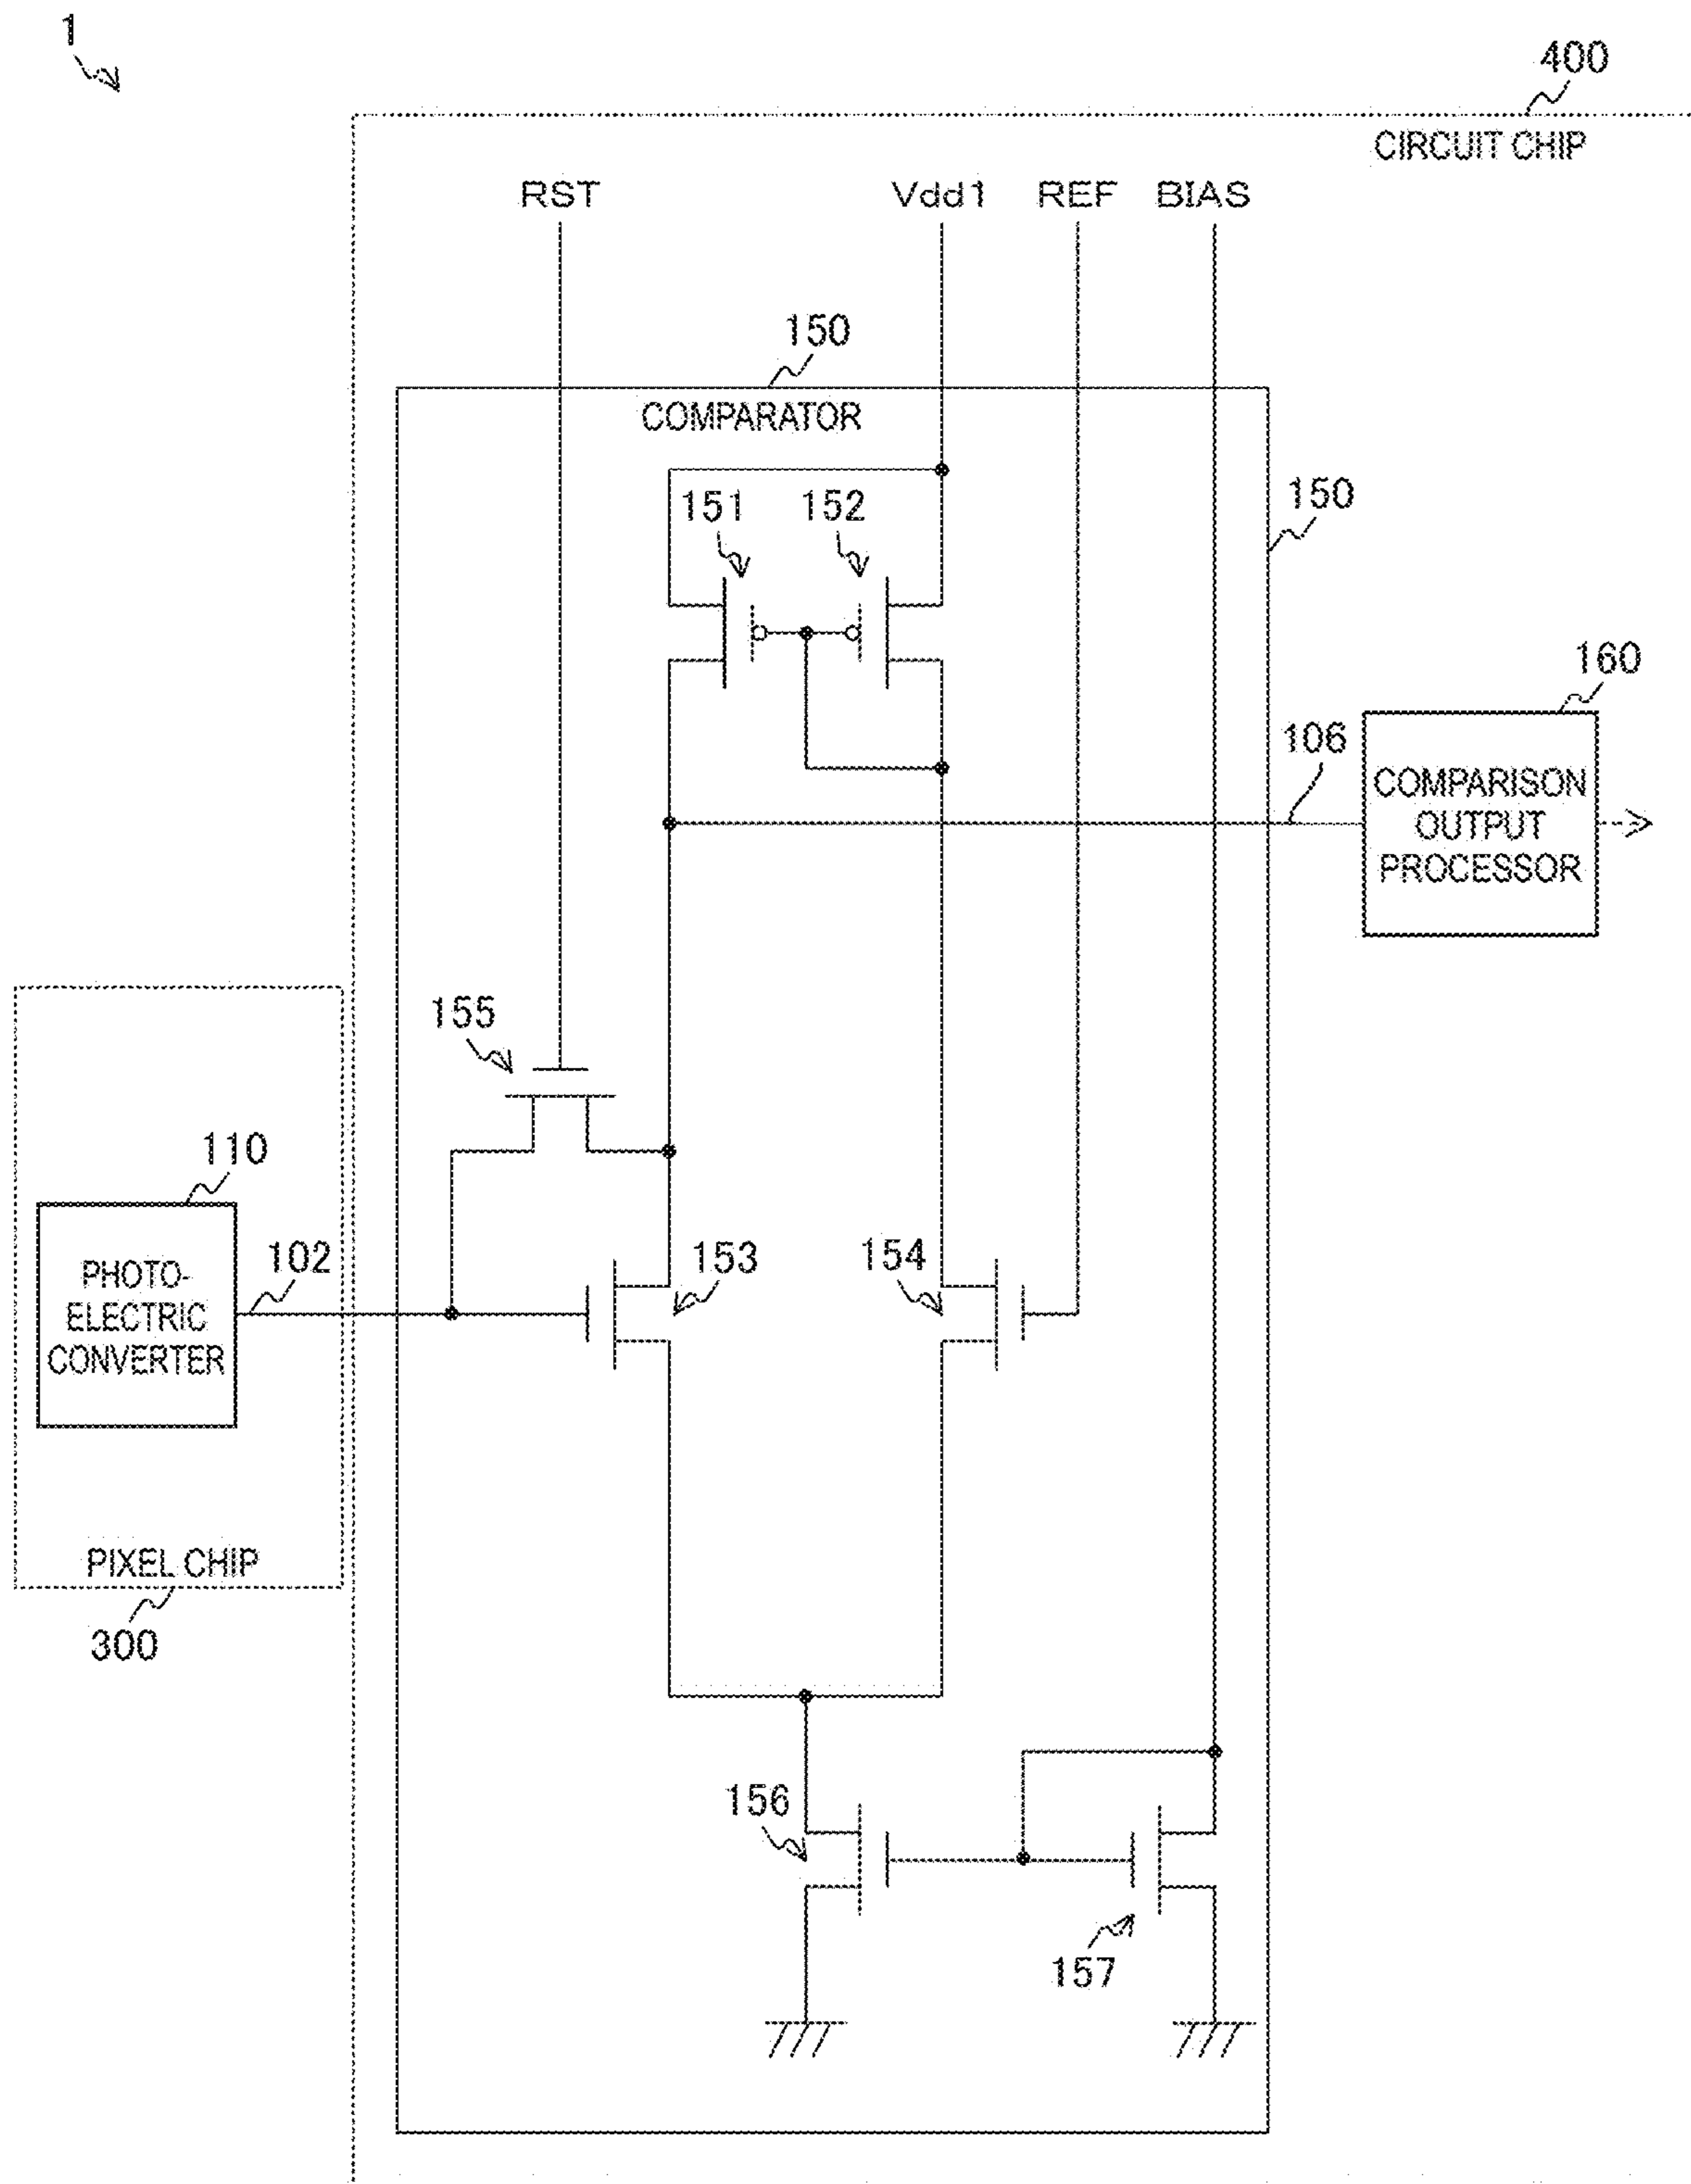 1
400
CIRCUIT CHIP
RST
Vdd1
REF
BIAS
150
COMPARATOR
150
151
152
160
106
COMPARISON
OUTPUT
PROCESSOR
155
110
102
PHOTO-
ELECTRIC
CONVERTER
153
154
PIXEL CHIP
300
156
157